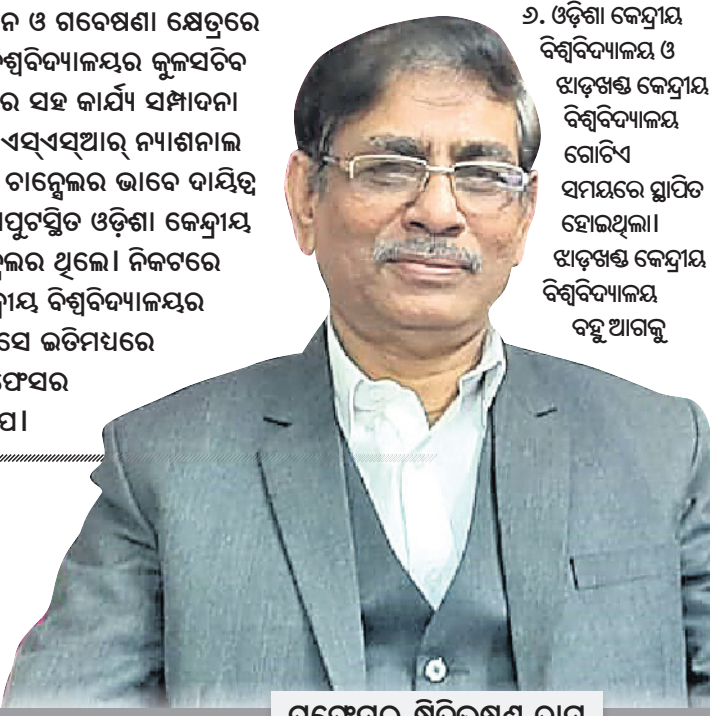 ନ ଓ ଗବେଷଣା କ୍ଷେତ୍ରରେ
ବିଶ୍ୱବିଦ୍ୟାଳୟର କୁଳସଚିବ
ର ସହ କାର୍ଯ୍ୟ ସମ୍ପାଦନା
ଏସ୍‌ଏସ୍‌ଆର୍ ନ୍ୟାଶନାଲ
ଚାନ୍ସେଲର ଭାବେ ଦାୟିତ୍ୱ
ପୁଟସ୍ଥିତ ଓଡ଼ିଶା କେନ୍ଦ୍ରୀୟ
ଲର ଥିଲେ। ନିକଟରେ
ବିଶ୍ୱବିଦ୍ୟାଳୟର
ସେ ଇତିମଧ୍ୟରେ
ଫେସର
୬. ଓଡ଼ିଶା କେନ୍ଦ୍ରୀୟ
ବିଶ୍ୱବିଦ୍ୟାଳୟ ଓ
ଝାଡ଼ଖଣ୍ଡ କେନ୍ଦ୍ରୀୟ
ବିଶ୍ୱବିଦ୍ୟାଳୟ
ଗୋଟିଏ
ସମୟରେ ସ୍ଥାପିତ
ହୋଇଥିଲା।
ଝାଡ଼ଖଣ୍ଡ କେନ୍ଦ୍ରୀୟ
ବିଶ୍ୱବିଦ୍ୟାଳୟ
ବହୁ ଆଗକୁ